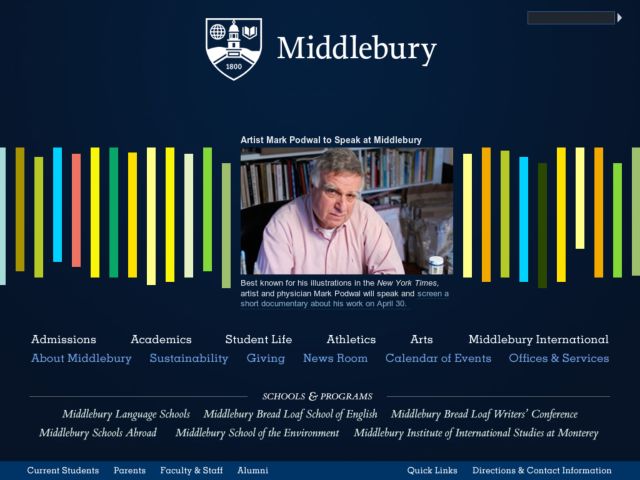 1800
Middlebury
Artist Mark Podwal to Speak at Middlebury
Best known for his illustrations in the New York Times,
artist and physician Mark Podwal will speak and screen a
short documentary about his work on April 30.
Admissions Academics Student Life Athletics Arts Middlebury International
About Middlebury Sustainability Giving News Room Calendar of Events Offices & Services
SCHOOLS & PROGRAMS
Middlebury Language Schools Middlebury Bread Loaf School of English Middlebury Bread Loaf Writers' Conference
Middlebury Schools Abroad Middlebury School of the Environment Middlebury Institute of International Studies at Monterey
Current Students Parents Faculty & Staff Alumni Quick Links Directions & Contact Information